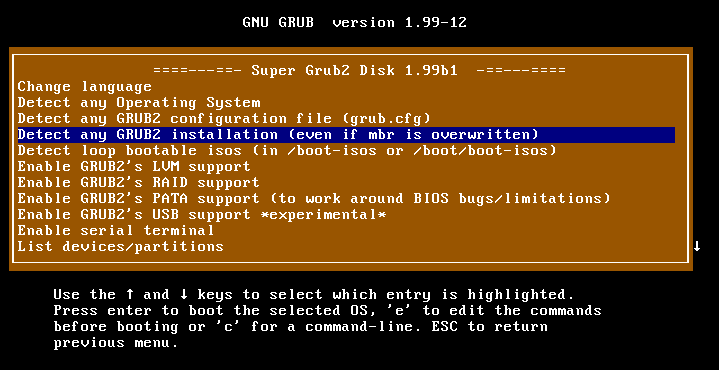 GNU GRUB  version 1.99-12
====---==- Super Grub2 Disk 1.99b1  -==---====
Change language
Detect any Operating System
Detect any GRUB2 configuration file (grub.cfg)
Detect any GRUB2 installation (even if mbr is overwritten)
Detect loop bootable isos (in /boot-isos or /boot/boot-isos)
Enable GRUB2's LVM support
Enable GRUB2's RAID support
Enable GRUB2's PATA support (to work around BIOS bugs/limitations)
Enable GRUB2's USB support *experimental*
Enable serial terminal
List devices/partitions
↓
Use the ↑ and ↓ keys to select which entry is highlighted.
Press enter to boot the selected OS, 'e' to edit the commands
before booting or 'c' for a command-line. ESC to return
previous menu.